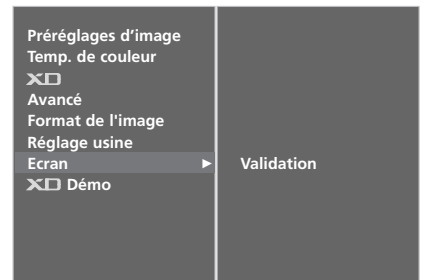 Préréglages d’image
Temp. de couleur
XD
Avancé
Format de l'image
Réglage usine
Ecran ► Validation
XD Démo